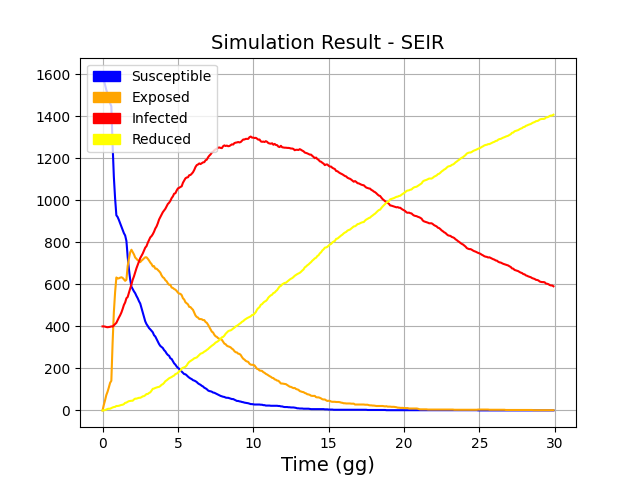 Simulation Result - SEIR
Susceptible
Exposed
Infected
Reduced
1600
1400
1200
1000
800
600
400
200
0
0 5 10 15 20 25 30
Time (gg)